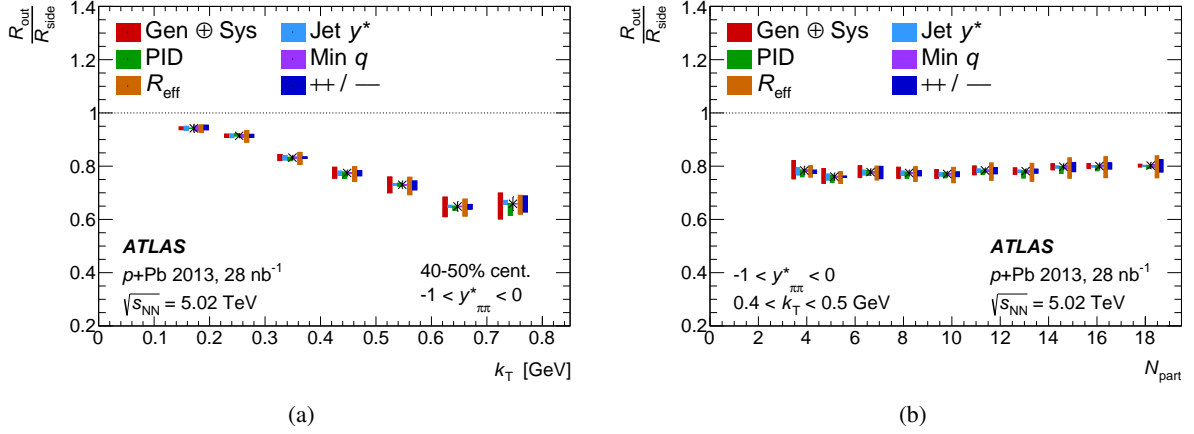 R_out / R_side
1.4
1.2
1
0.8
0.6
0.4
0.2
Gen ⊕ Sys
PID
R_eff
Jet y*
Min q
++ / −−
ATLAS
p+Pb 2013, 28 nb⁻¹
√s_NN = 5.02 TeV
40-50% cent.
-1 < y*_ππ < 0
0 0.1 0.2 0.3 0.4 0.5 0.6 0.7 0.8
k_T [GeV]
(a)
R_out / R_side
1.4
1.2
1
0.8
0.6
0.4
0.2
Gen ⊕ Sys
PID
R_eff
Jet y*
Min q
++ / −−
-1 < y*_ππ < 0
0.4 < k_T < 0.5 GeV
ATLAS
p+Pb 2013, 28 nb⁻¹
√s_NN = 5.02 TeV
0 2 4 6 8 10 12 14 16 18
N_part
(b)